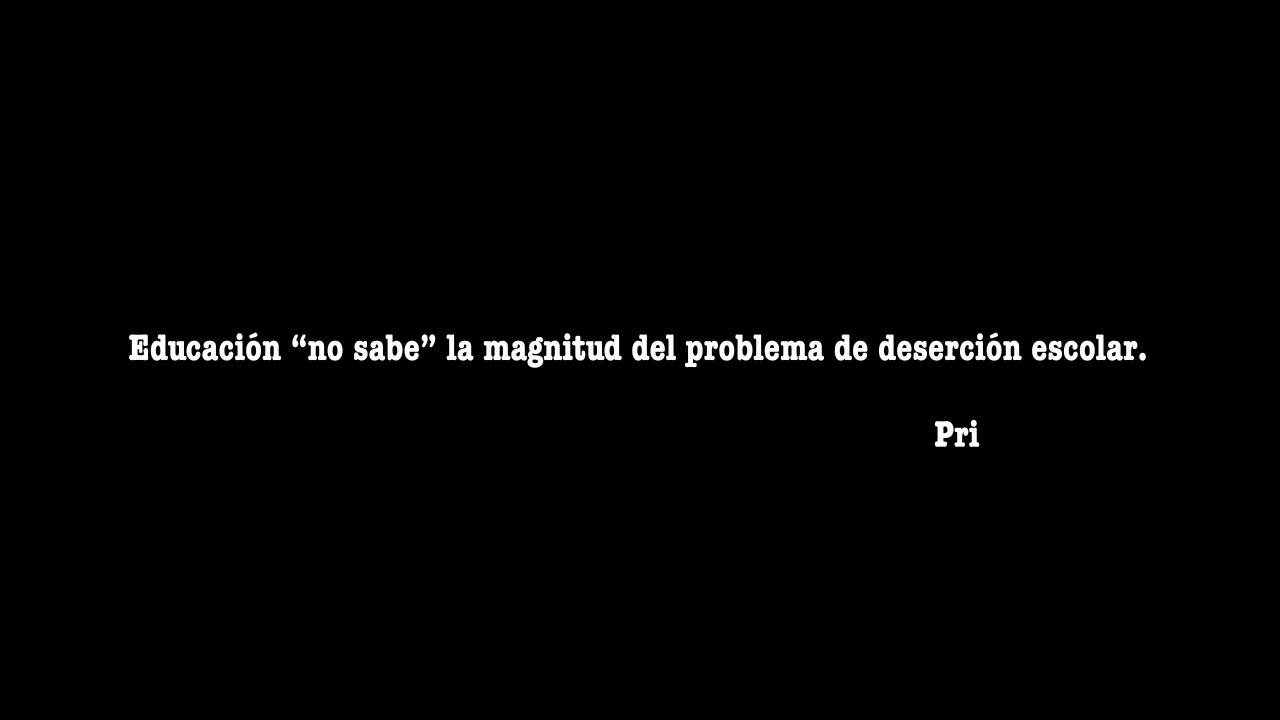 Educación “no sabe” la magnitud del problema de deserción escolar.
Pri